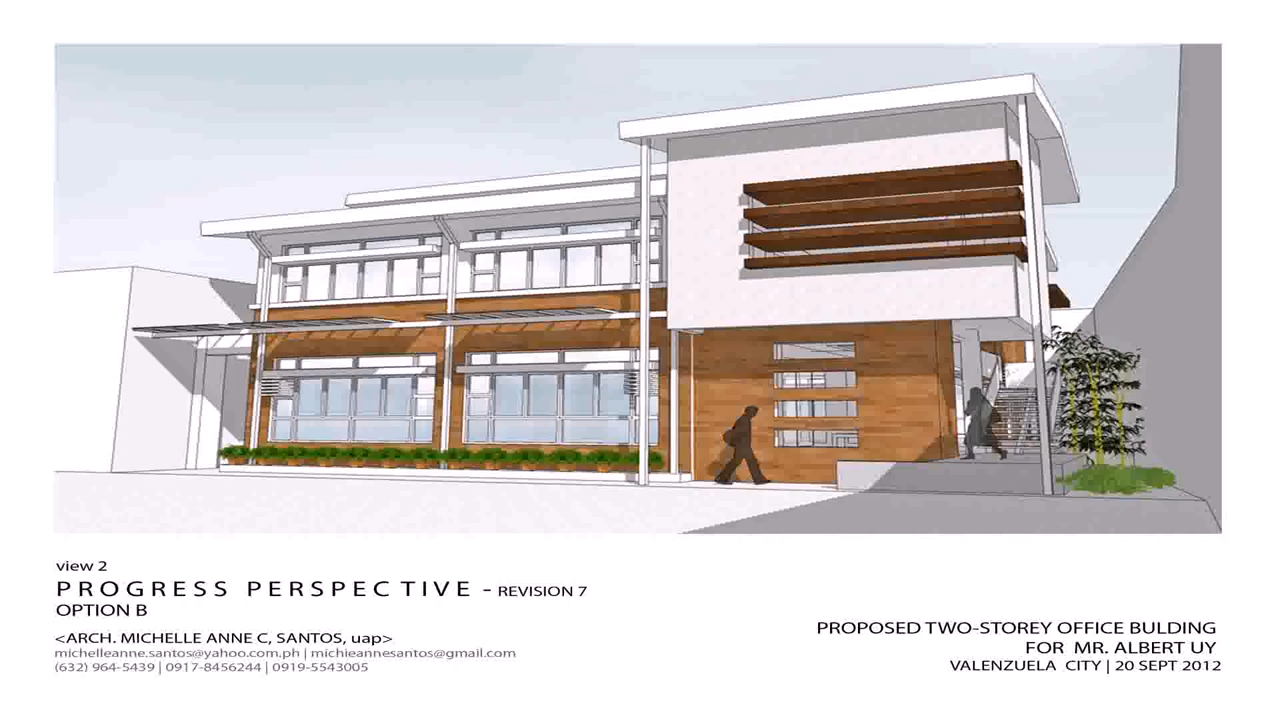 view 2
PROGRESS PERSPECTIVE - REVISION 7
OPTION B
<ARCH. MICHELLE ANNE C, SANTOS, uap>
michelleanne.santos@yahoo.com.ph | michieannesantos@gmail.com
(632) 964-5439 | 0917-8456244 | 0919-5543005
PROPOSED TWO-STOREY OFFICE BULDING
FOR MR. ALBERT UY
VALENZUELA CITY | 20 SEPT 2012